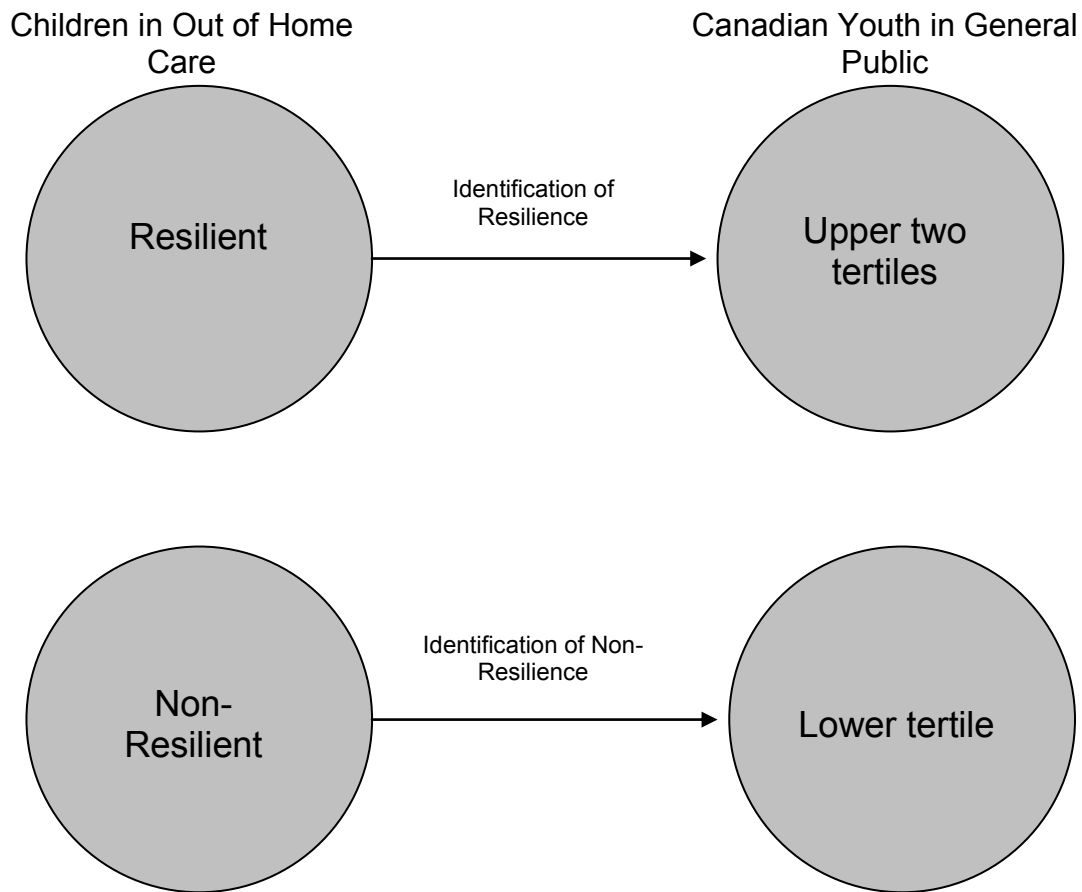 Children in Out of Home
Care
Canadian Youth in General
Public
Resilient
Identification of
Resilience
Upper two
tertiles
Non-
Resilient
Identification of Non-
Resilience
Lower tertile